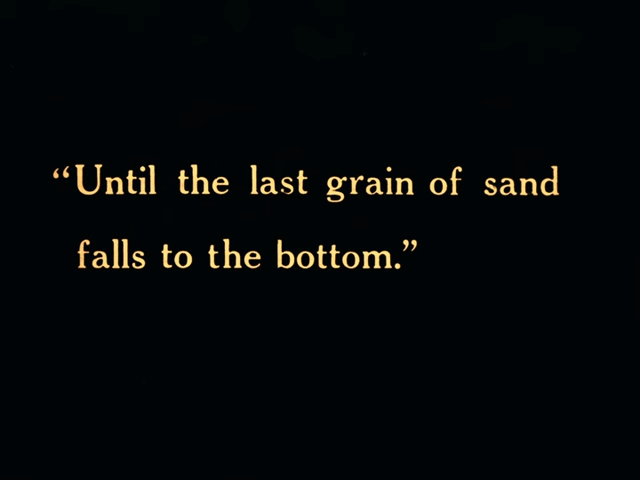 “Until the last grain of sand
falls to the bottom.”